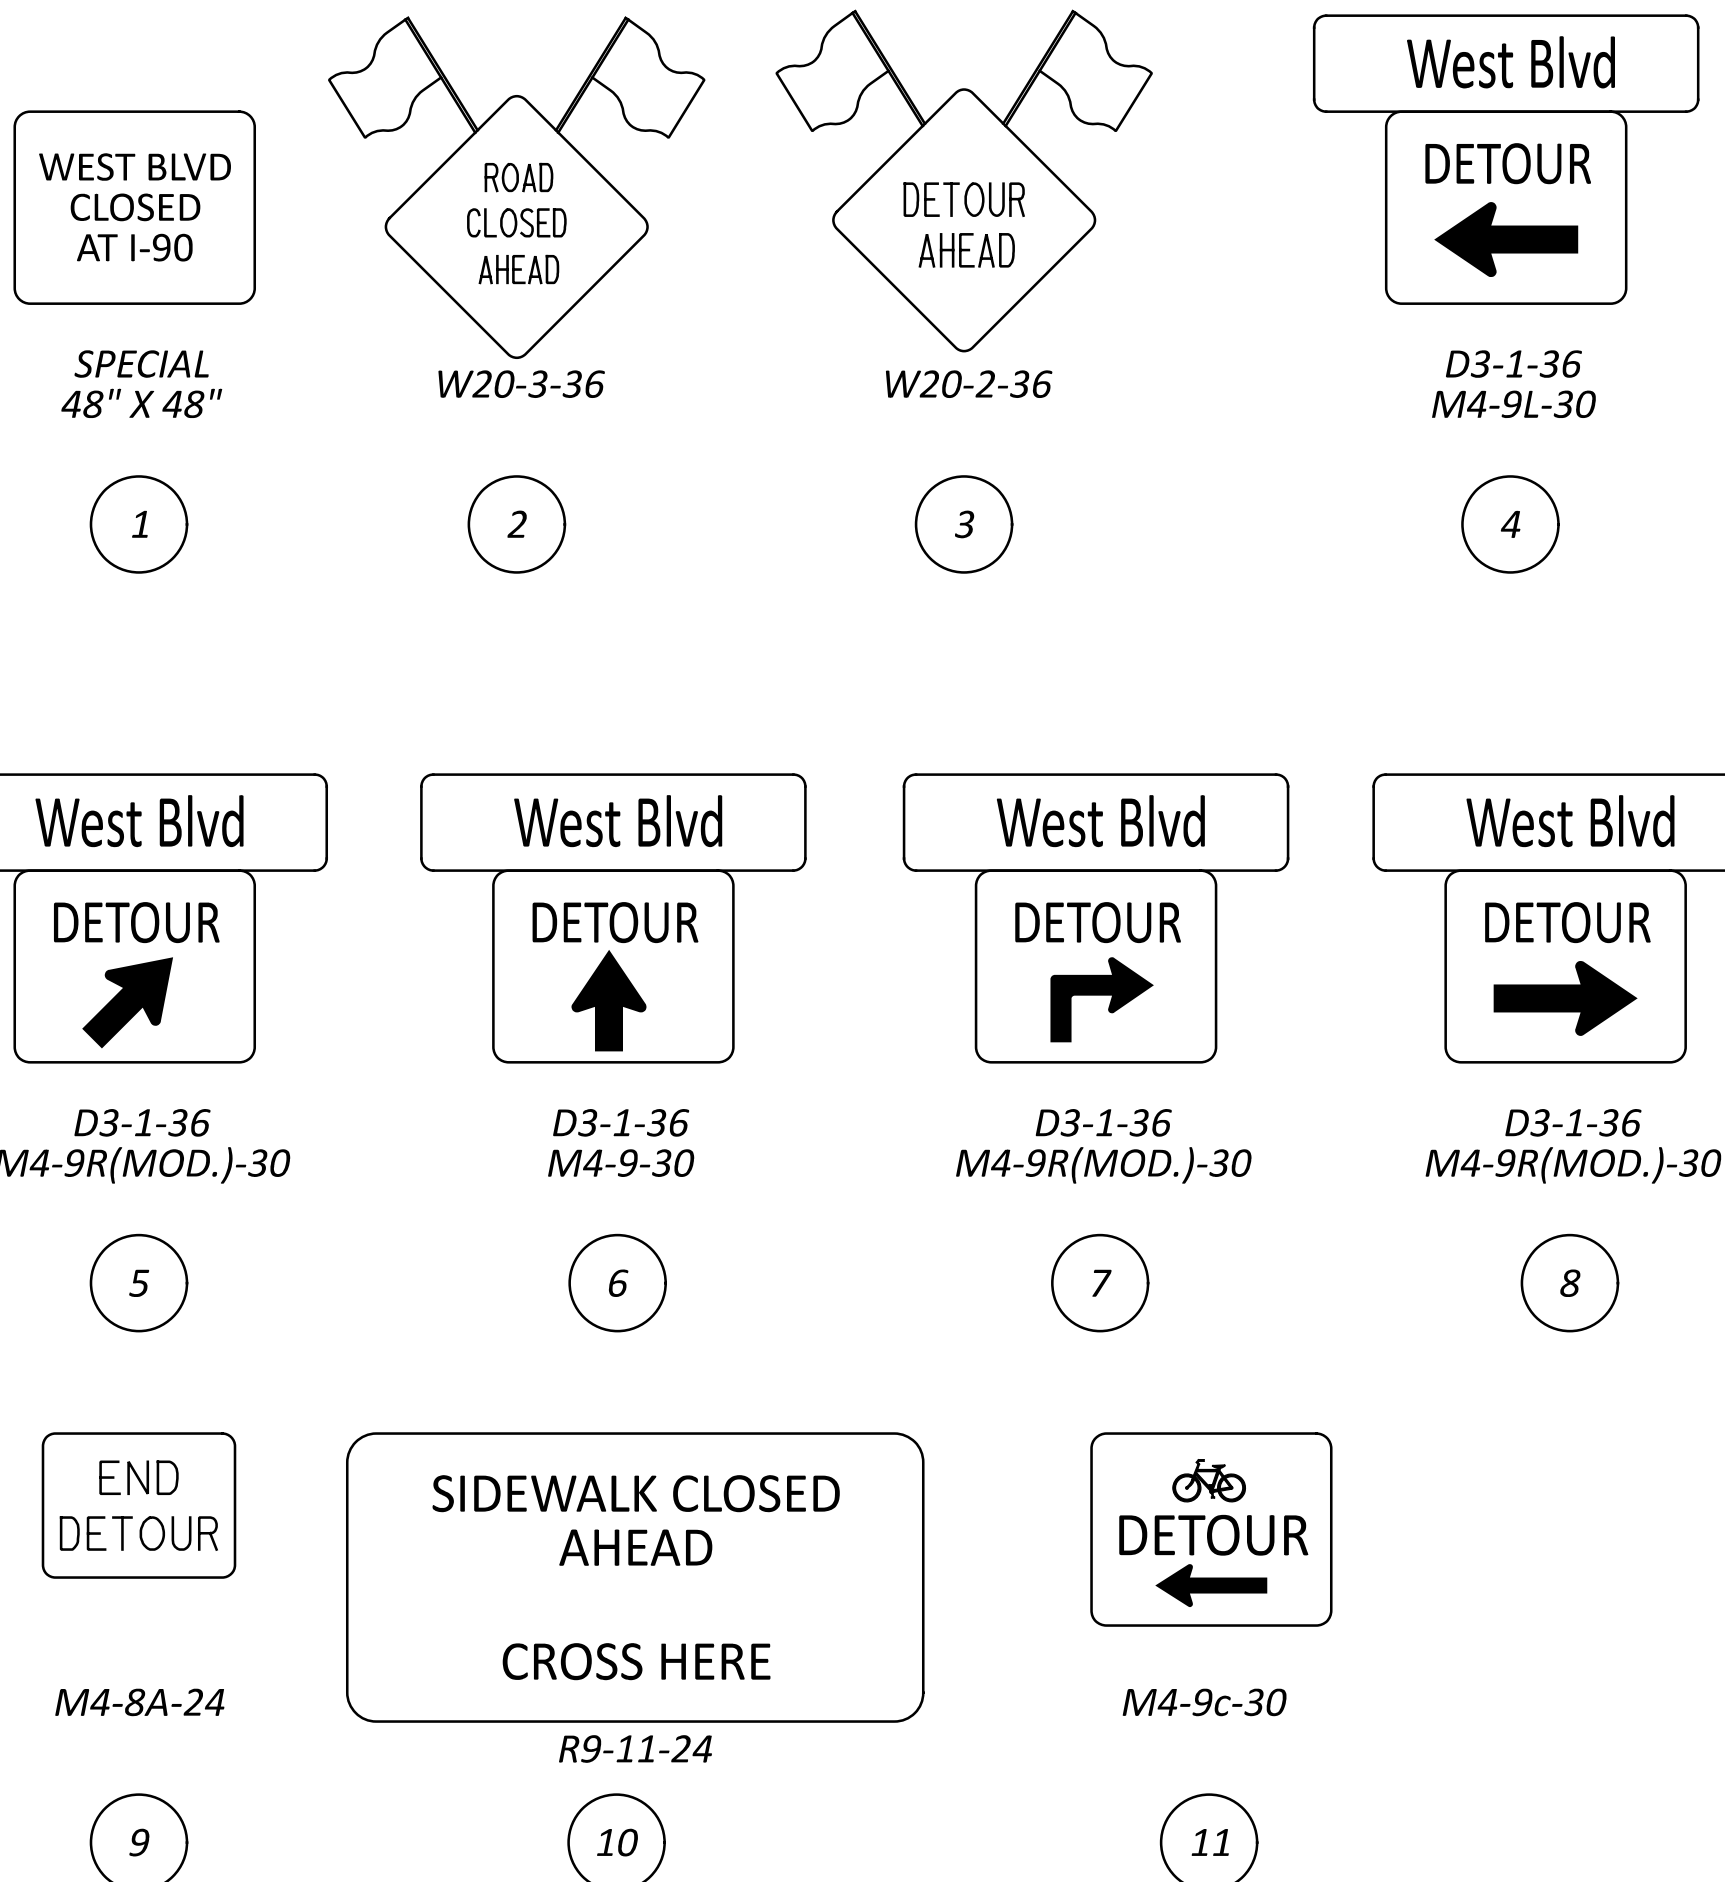 WEST BLVD
CLOSED
AT I-90
SPECIAL
48" X 48"
1
ROAD
CLOSED
AHEAD
W20-3-36
2
DETOUR
AHEAD
W20-2-36
3
West Blvd
DETOUR
D3-1-36
M4-9L-30
4
West Blvd
DETOUR
D3-1-36
M4-9R(MOD.)-30
5
West Blvd
DETOUR
D3-1-36
M4-9-30
6
West Blvd
DETOUR
D3-1-36
M4-9R(MOD.)-30
7
West Blvd
DETOUR
D3-1-36
M4-9R(MOD.)-30
8
END
DETOUR
M4-8A-24
9
SIDEWALK CLOSED
AHEAD
CROSS HERE
R9-11-24
10
DETOUR
M4-9c-30
11